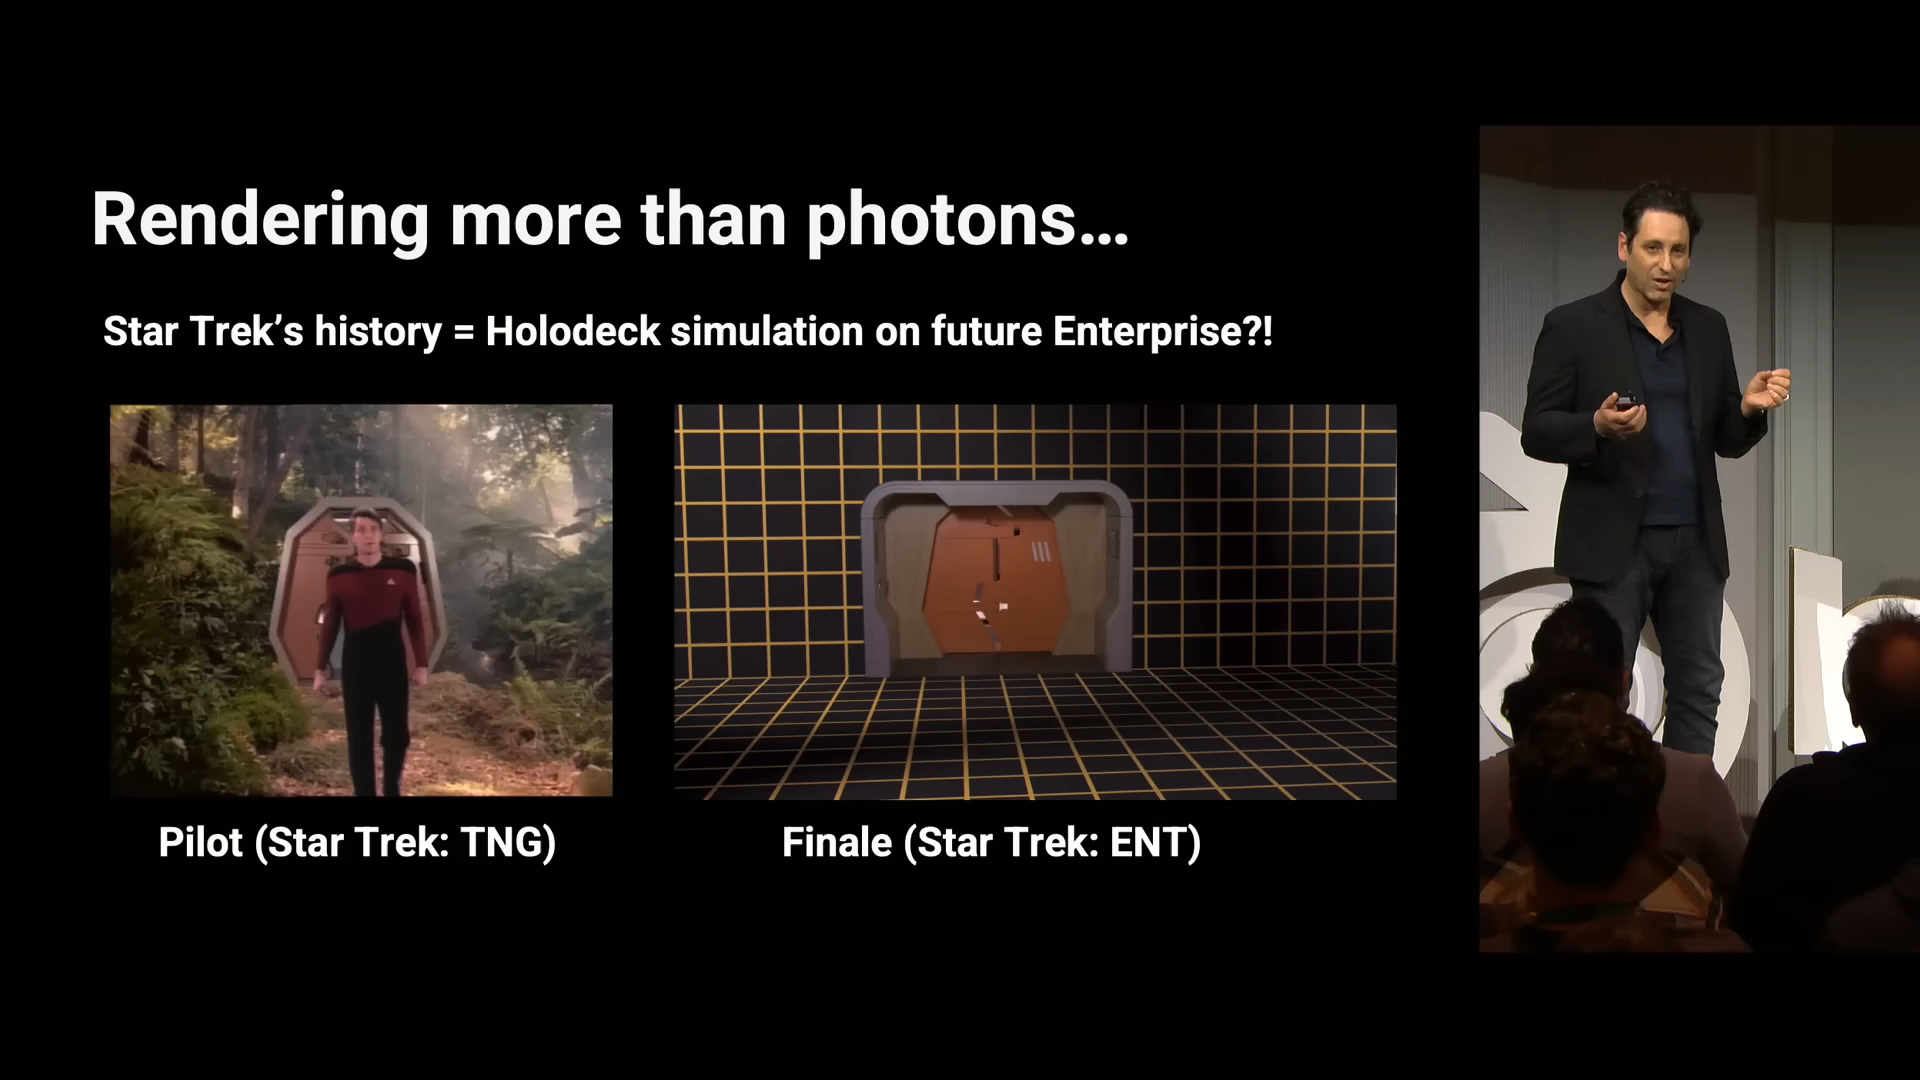 Rendering more than photons…
Star Trek’s history = Holodeck simulation on future Enterprise?!
Pilot (Star Trek: TNG)
Finale (Star Trek: ENT)